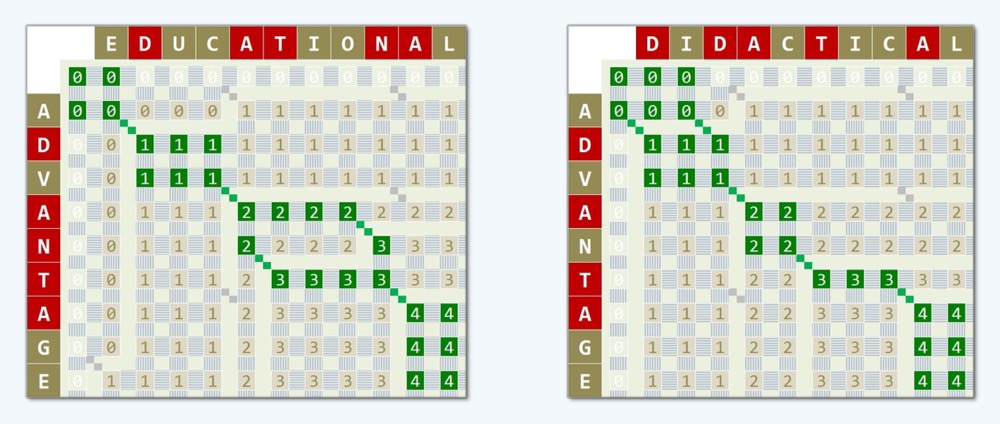 E D U C A T I O N A L
0 0 0 0 0 0 0 0 0 0 0 0
A 0 0 0 0 0 1 1 1 1 1 1 1
D 0 0 1 1 1 1 1 1 1 1 1 1
V 0 0 1 1 1 1 1 1 1 1 1 1
A 0 0 1 1 1 2 2 2 2 2 2 2
N 0 0 1 1 1 2 2 2 2 3 3 3
T 0 0 1 1 1 2 3 3 3 3 3 3
A 0 0 1 1 1 2 3 3 3 3 4 4
G 0 0 1 1 1 2 3 3 3 3 4 4
E 0 1 1 1 1 2 3 3 3 3 4 4
D I D A C T I C A L
0 0 0 0 0 0 0 0 0 0 0
A 0 0 0 0 1 1 1 1 1 1 1
D 0 1 1 1 1 1 1 1 1 1 1
V 0 1 1 1 1 1 1 1 1 1 1
A 0 1 1 1 2 2 2 2 2 2 2
N 0 1 1 1 2 2 2 2 2 2 2
T 0 1 1 1 2 2 3 3 3 3 3
A 0 1 1 1 2 2 3 3 3 4 4
G 0 1 1 1 2 2 3 3 3 4 4
E 0 1 1 1 2 2 3 3 3 4 4